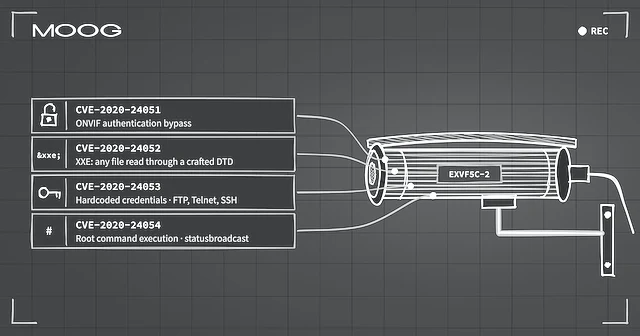 MOOG
REC
CVE-2020-24051
ONVIF authentication bypass
&xxe;
CVE-2020-24052
XXE: any file read through a crafted DTD
CVE-2020-24053
Hardcoded credentials · FTP, Telnet, SSH
#
CVE-2020-24054
Root command execution · statusbroadcast
EXVF5C-2